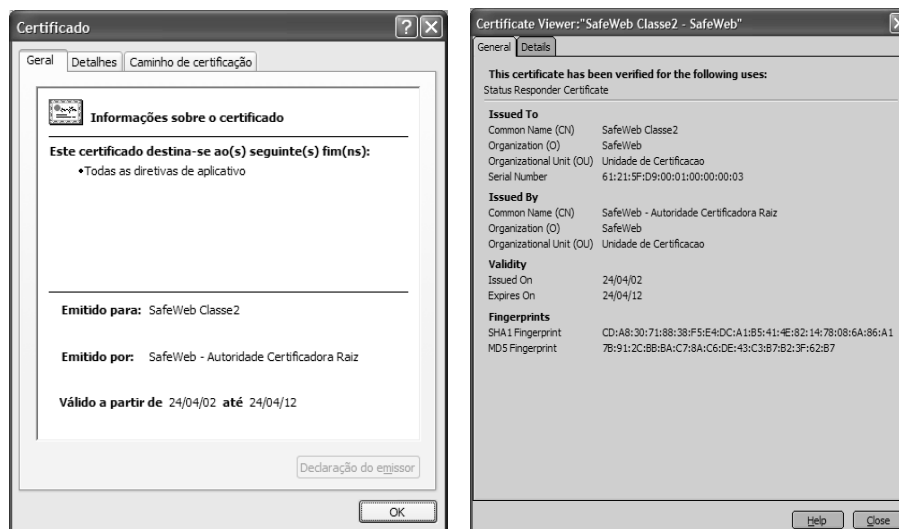 Certificado
Geral Detalhes Caminho de certificação
Informações sobre o certificado
Este certificado destina-se ao(s) seguinte(s) fim(ns):
•Todas as diretivas de aplicativo
Emitido para: SafeWeb Classe2
Emitido por: SafeWeb - Autoridade Certificadora Raiz
Válido a partir de 24/04/02 até 24/04/12
Declaração do emissor
OK
Certificate Viewer:"SafeWeb Classe2 - SafeWeb"
General Details
This certificate has been verified for the following uses:
Status Responder Certificate
Issued To
Common Name (CN) SafeWeb Classe2
Organization (O) SafeWeb
Organizational Unit (OU) Unidade de Certificacao
Serial Number 61:21:5F:D9:00:01:00:00:00:03
Issued By
Common Name (CN) SafeWeb - Autoridade Certificadora Raiz
Organization (O) SafeWeb
Organizational Unit (OU) Unidade de Certificacao
Validity
Issued On 24/04/02
Expires On 24/04/12
Fingerprints
SHA1 Fingerprint CD:A8:30:71:88:38:F5:E4:DC:A1:B5:41:4E:82:14:78:08:6A:86:A1
MD5 Fingerprint 7B:91:2C:BB:BA:C7:8A:C6:DE:43:C3:B7:B2:3F:62:B7
Help Close